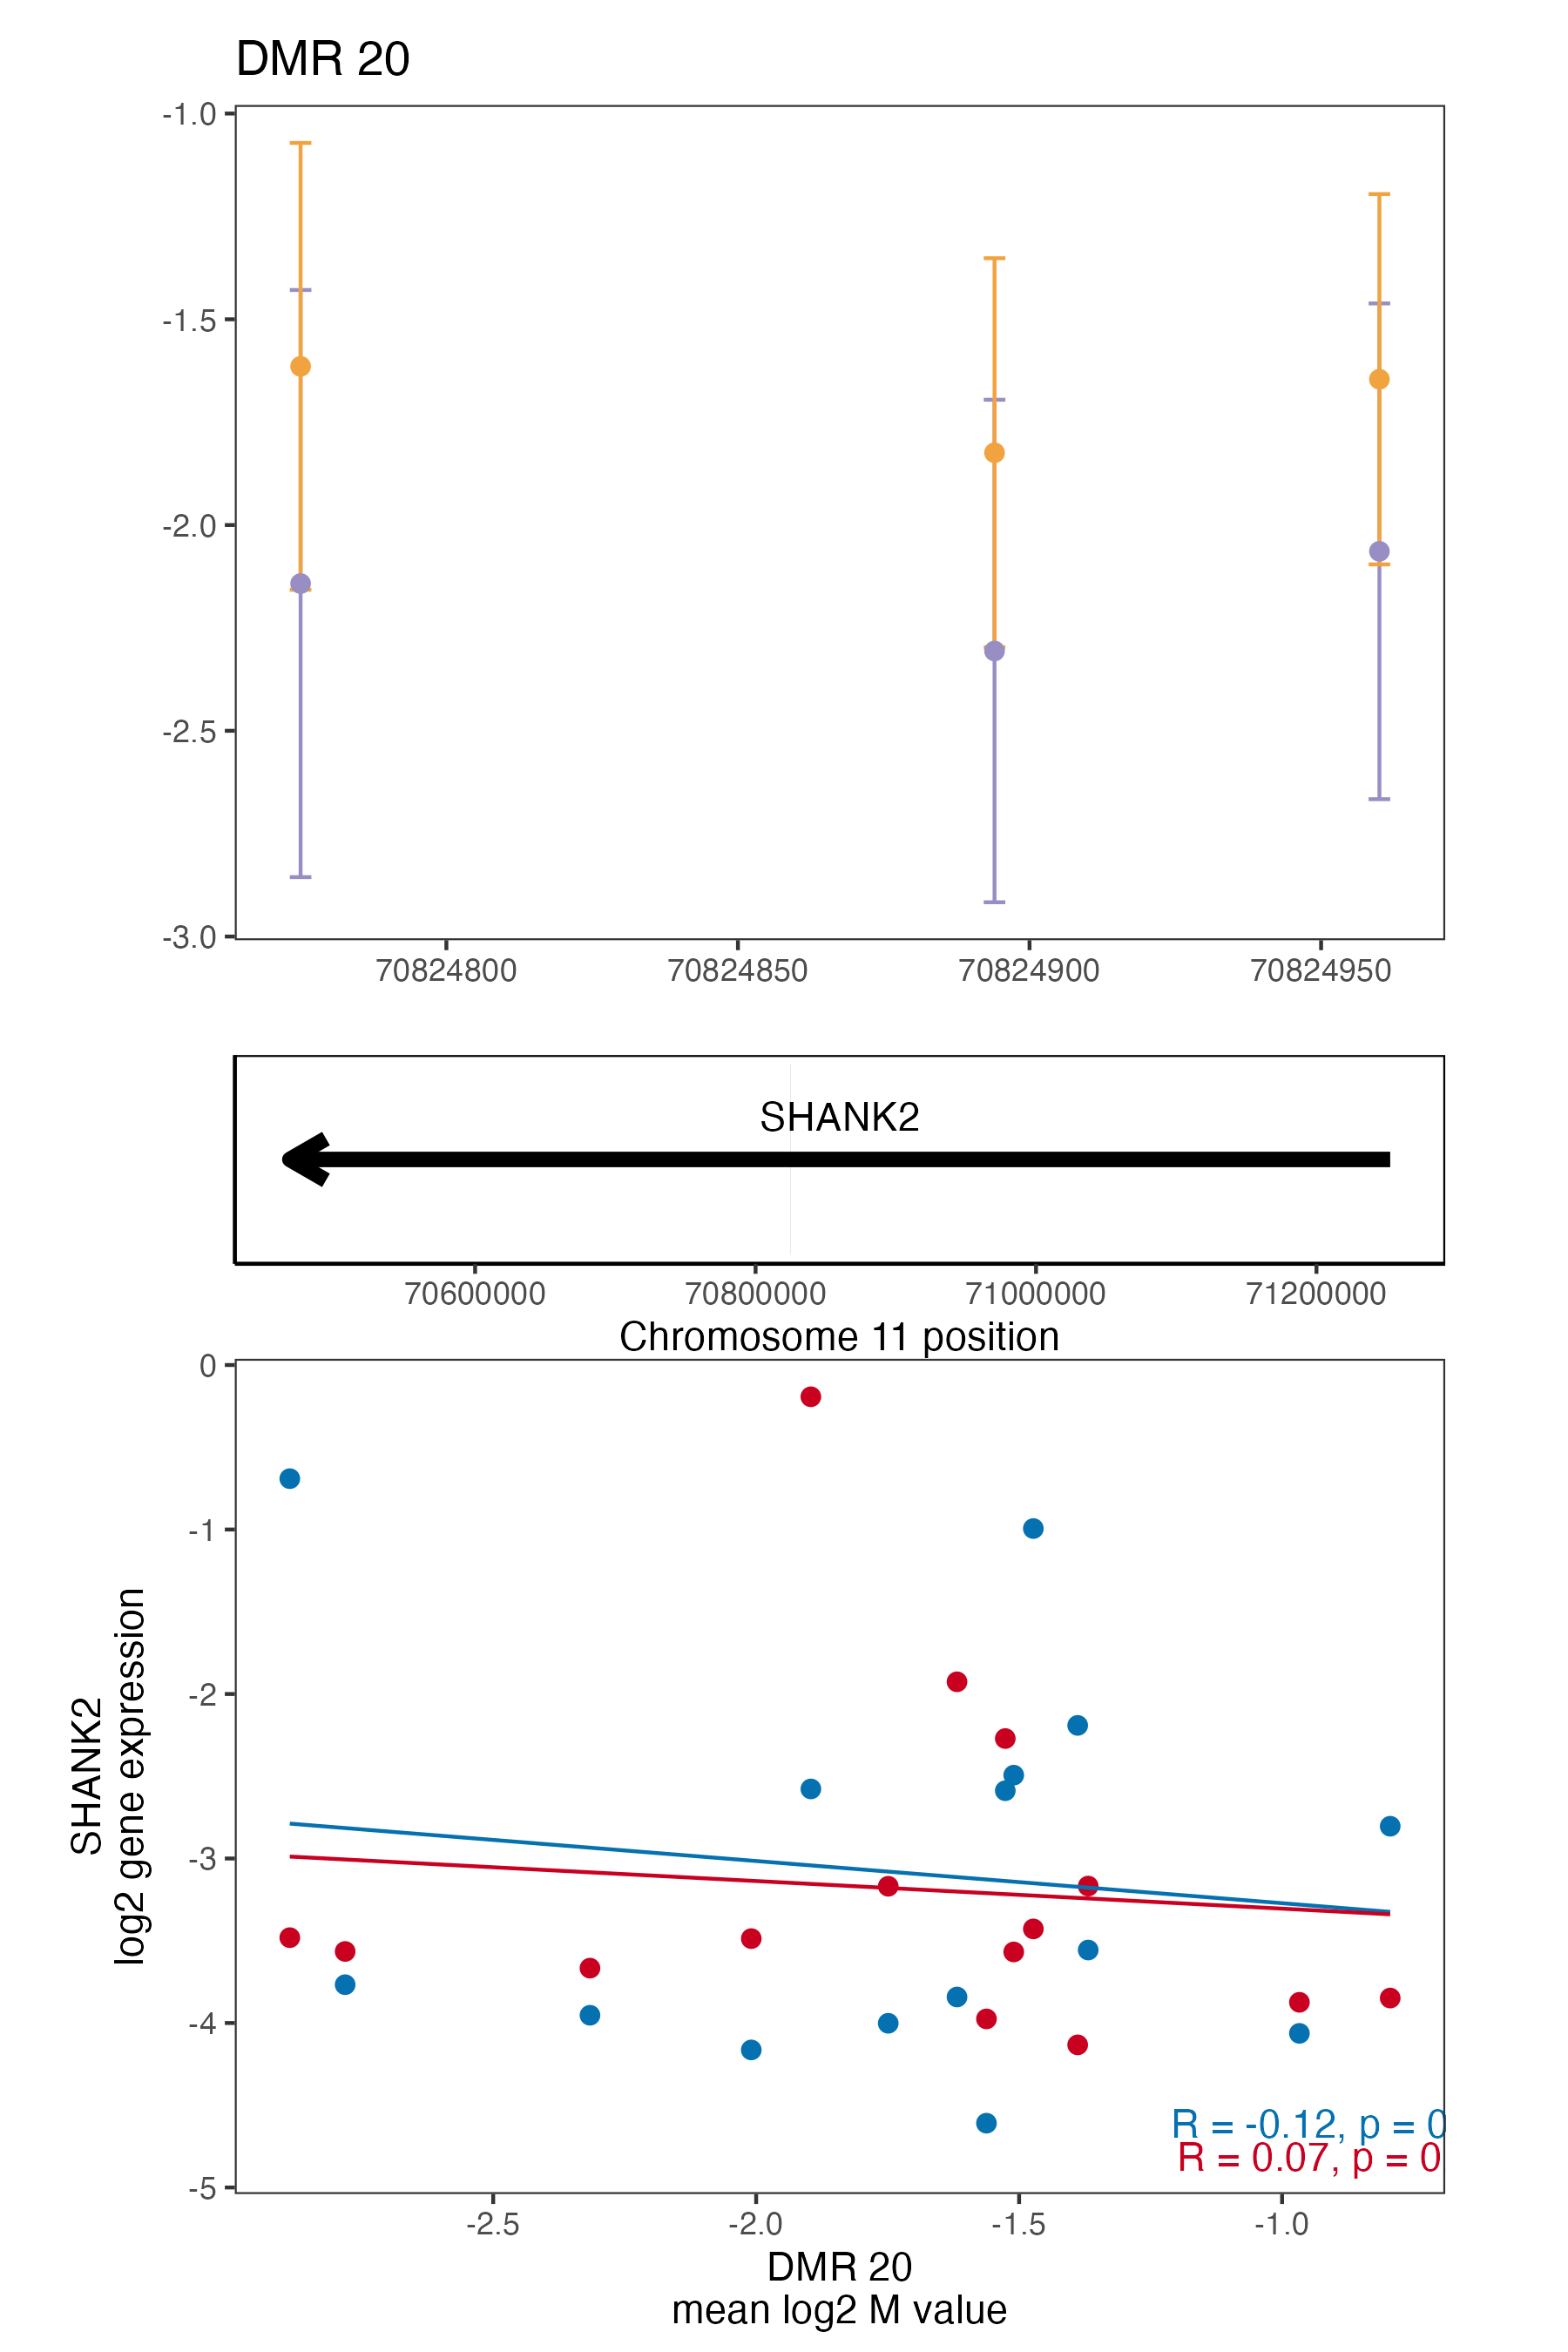 DMR 20
-1.0
-1.5
-2.0
-2.5
-3.0
70824800 70824850 70824900 70824950
SHANK2
70600000 70800000 71000000 71200000
Chromosome 11 position
0
-1
-2
-3
-4
-5
SHANK2
log2 gene expression
R = -0.12, p = 0
R = 0.07, p = 0
-2.5 -2.0 -1.5 -1.0
DMR 20
mean log2 M value